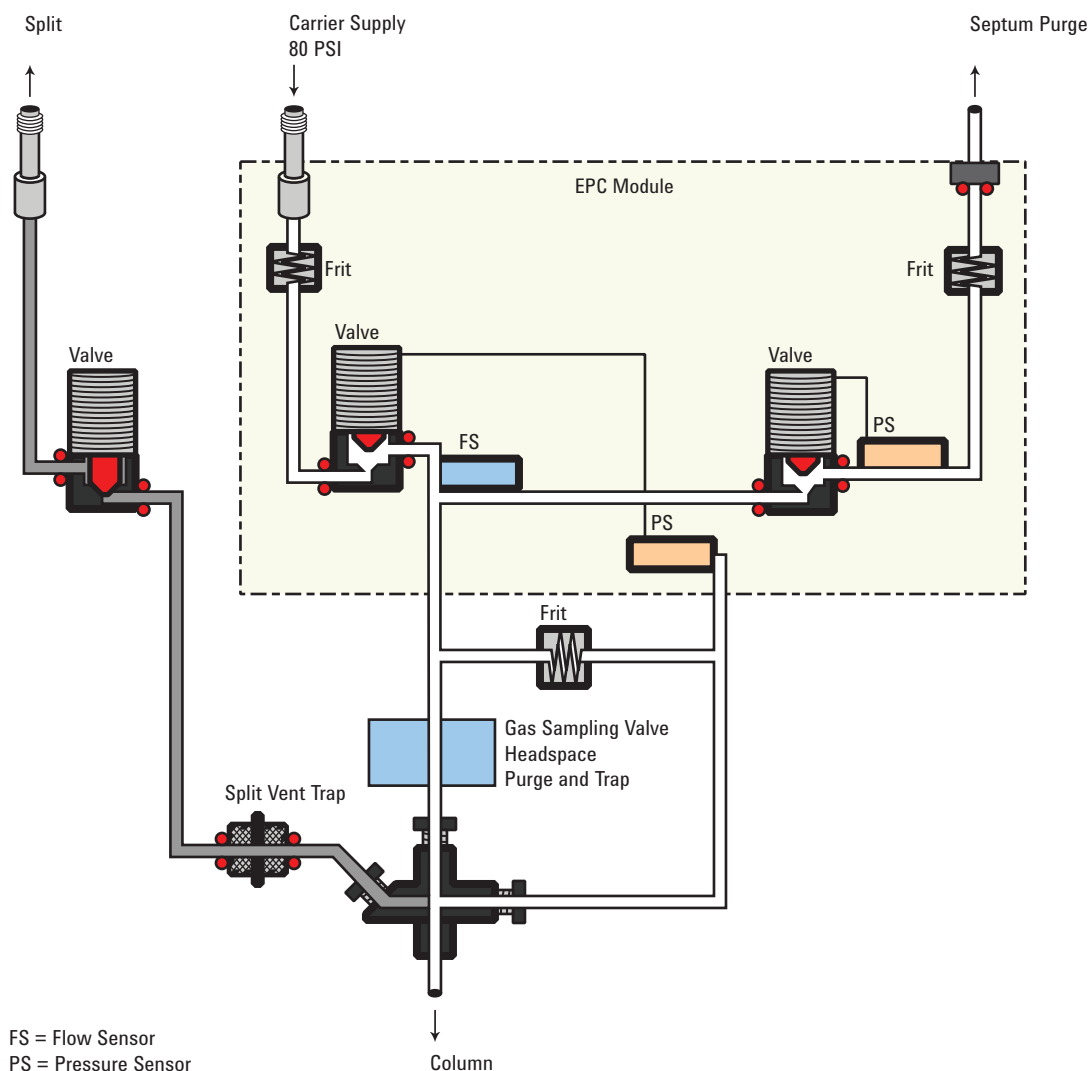 Split
Carrier Supply
80 PSI
Septum Purge
EPC Module
Frit
Frit
Valve
Valve
Valve
FS
PS
PS
Frit
Gas Sampling Valve
Headspace
Purge and Trap
Split Vent Trap
FS = Flow Sensor
PS = Pressure Sensor
Column